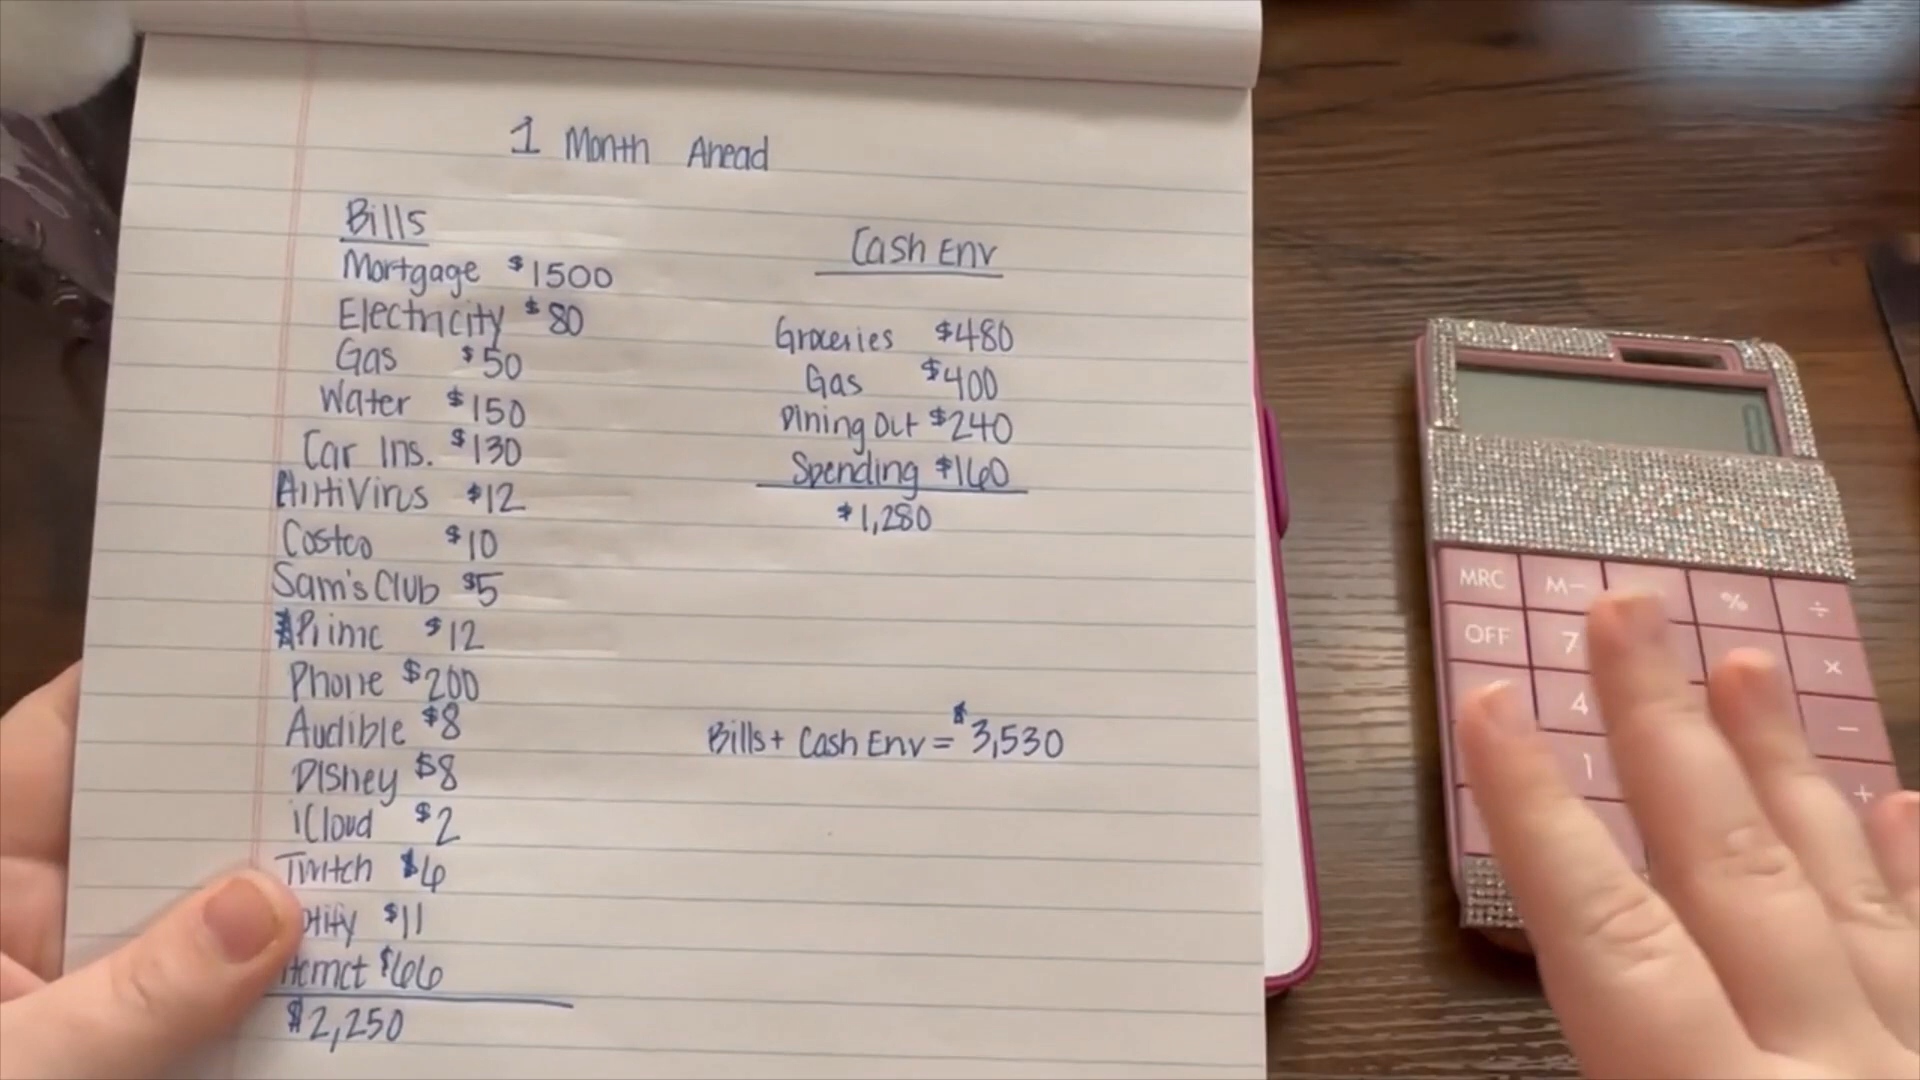 1 Month Ahead
Bills
Mortgage $1500
Electricity $80
Gas $50
Water $150
Car Ins. $130
AntiVirus $12
Costco $10
Sam's Club $5
Prime $12
Phone $200
Audible $8
Disney $8
iCloud $2
Twitch $6
otify $11
ternet $66
$2,250
Cash Env
Groceries $480
Gas $400
Dining Out $240
Spending $160
$1,280
Bills + Cash Env = $3,530
0
MRC M- % ÷
OFF 7 ×
4 −
1 +